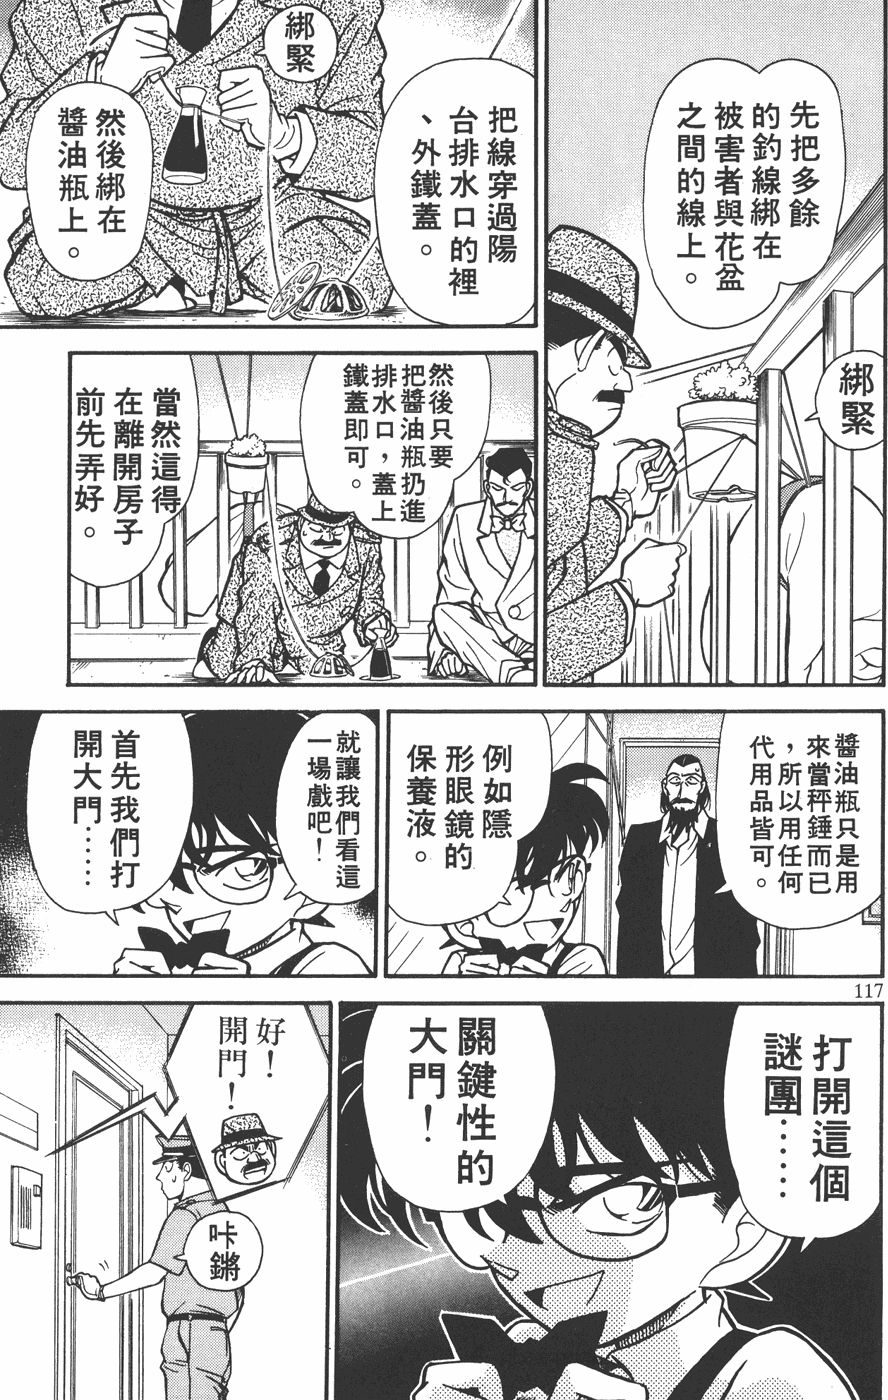 先把多餘
的釣線綁在
被害者與花盆
之間的線上。
綁緊
把線穿過陽
台排水口的裡
、外鐵蓋。
綁緊
然後綁在
醬油瓶上。
然後只要
把醬油瓶扔進
排水口，蓋上
鐵蓋即可。
當然這得
在離開房子
前先弄好。
醬油瓶只是用
來當秤錘而已
，所以用任何
代用品皆可。
例如隱
形眼鏡的
保養液。
就讓我們看這
一場戲吧！
首先我們打
開大門……
117
打開這個
謎團……
關鍵性的
大門！
好！
開門！
咔鏘